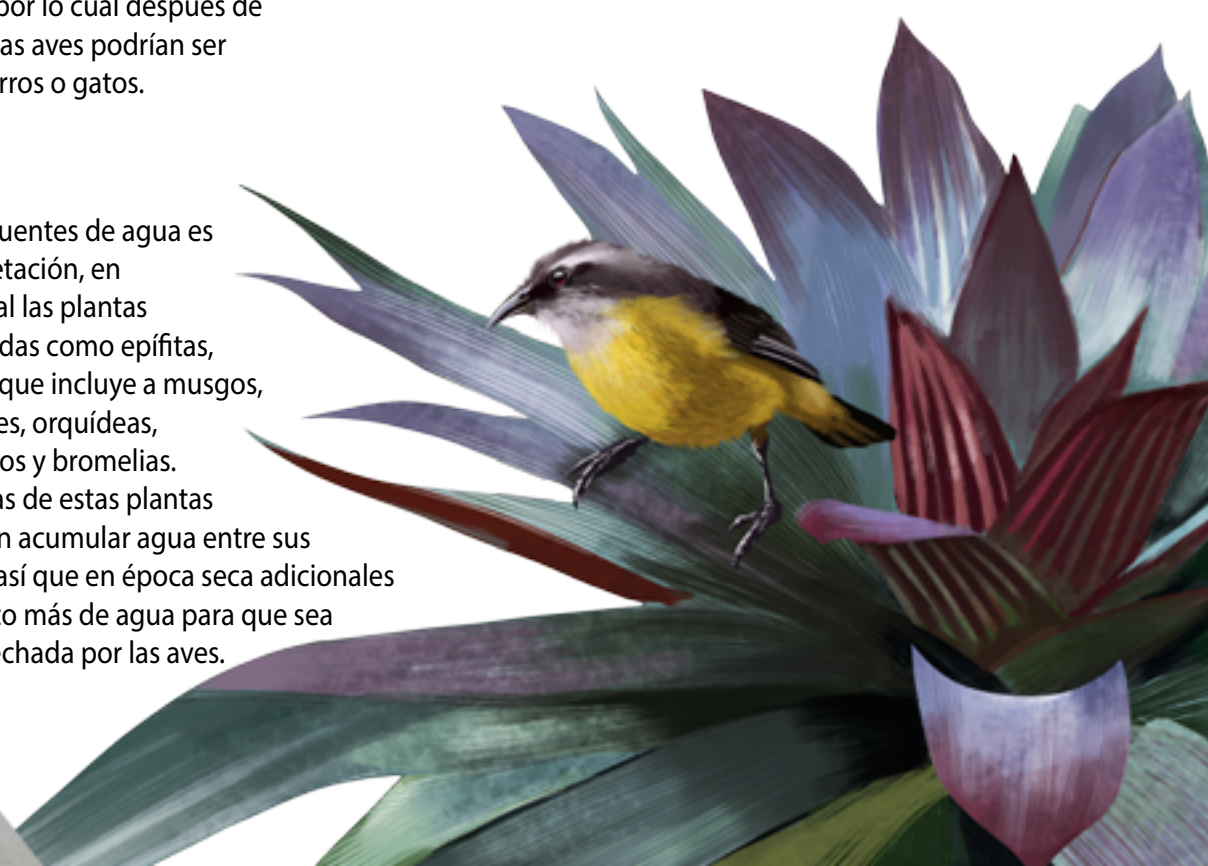 por lo cual después de
as aves podrían ser
rros o gatos.
uentes de agua es
etación, en
al las plantas
das como epífitas,
que incluye a musgos,
es, orquídeas,
os y bromelias.
as de estas plantas
n acumular agua entre sus
así que en época seca adicionales
co más de agua para que sea
echada por las aves.